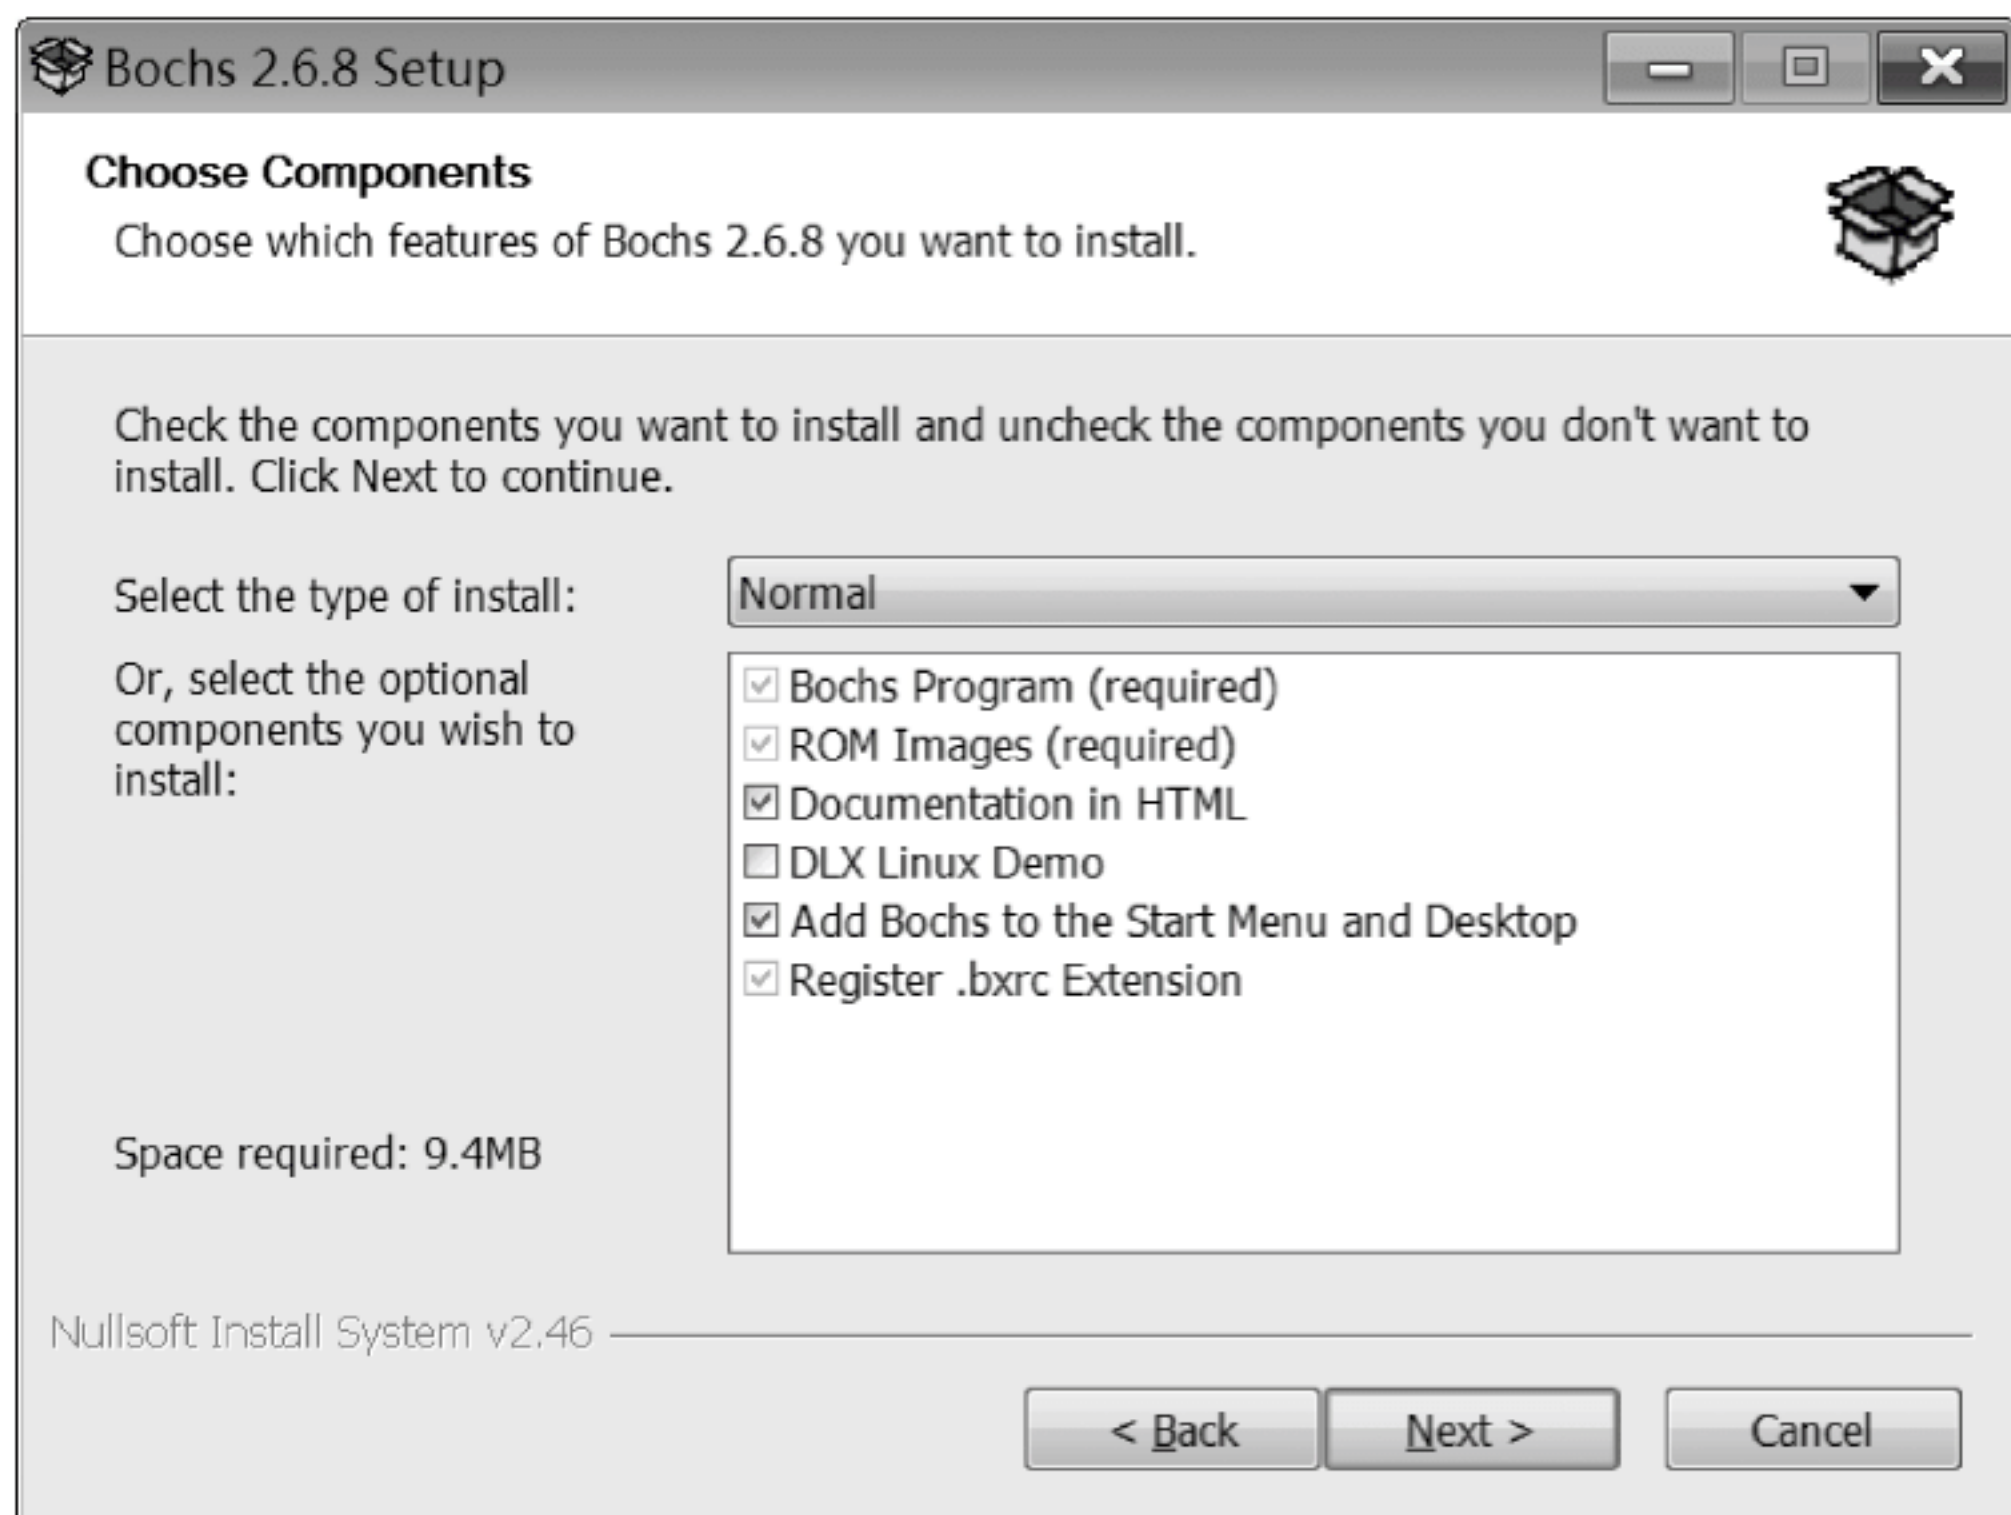 Bochs 2.6.8 Setup
Choose Components
Choose which features of Bochs 2.6.8 you want to install.
Check the components you want to install and uncheck the components you don't want to
install. Click Next to continue.
Select the type of install:
Normal
Or, select the optional
components you wish to
install:
Bochs Program (required)
ROM Images (required)
Documentation in HTML
DLX Linux Demo
Add Bochs to the Start Menu and Desktop
Register .bxrc Extension
Space required: 9.4MB
Nullsoft Install System v2.46
< Back
Next >
Cancel